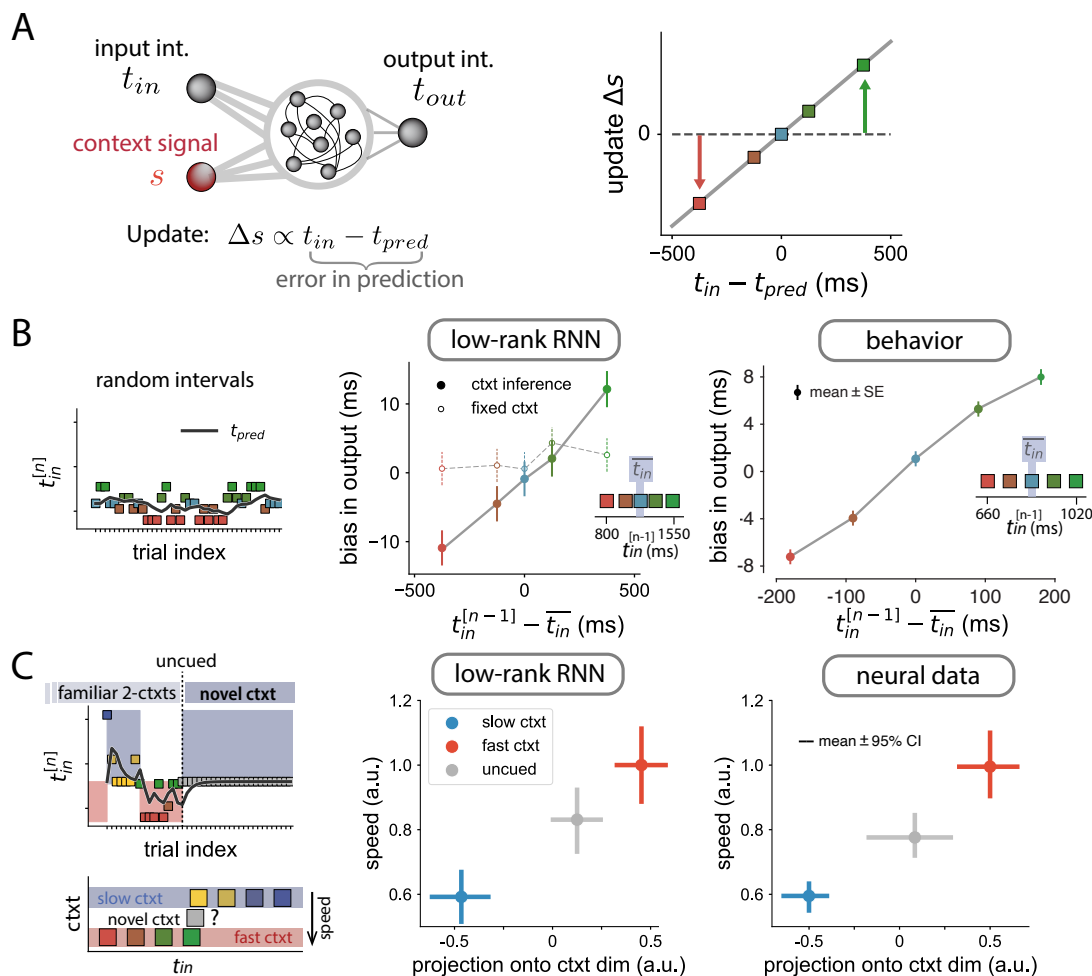 A
input int.
t_in
output int.
t_out
context signal
s
Update: Δs ∝ t_in − t_pred
error in prediction
update Δs
0
−500
0
500
t_in − t_pred (ms)
B
random intervals
t_pred
t_in^[n]
trial index
low-rank RNN
bias in output (ms)
10
0
−10
ctxt inference
fixed ctxt
t_in
800
1550
[n-1]
t_in (ms)
−500
0
500
t_in^[n−1] − t_in (ms)
behavior
bias in output (ms)
8
4
0
-4
-8
mean ± SE
t_in
660
1020
[n-1]
t_in (ms)
-200
-100
0
100
200
t_in^[n−1] − t_in (ms)
C
uncued
familiar 2-ctxts
novel ctxt
t_in^[n]
trial index
ctxt
slow ctxt
novel ctxt
?
fast ctxt
speed
t_in
low-rank RNN
speed (a.u.)
1.2
1.0
0.8
0.6
slow ctxt
fast ctxt
uncued
-0.5
0
0.5
projection onto ctxt dim (a.u.)
neural data
speed (a.u.)
1.2
1.0
0.8
0.6
mean ± 95% CI
-0.5
0
0.5
projection onto ctxt dim (a.u.)